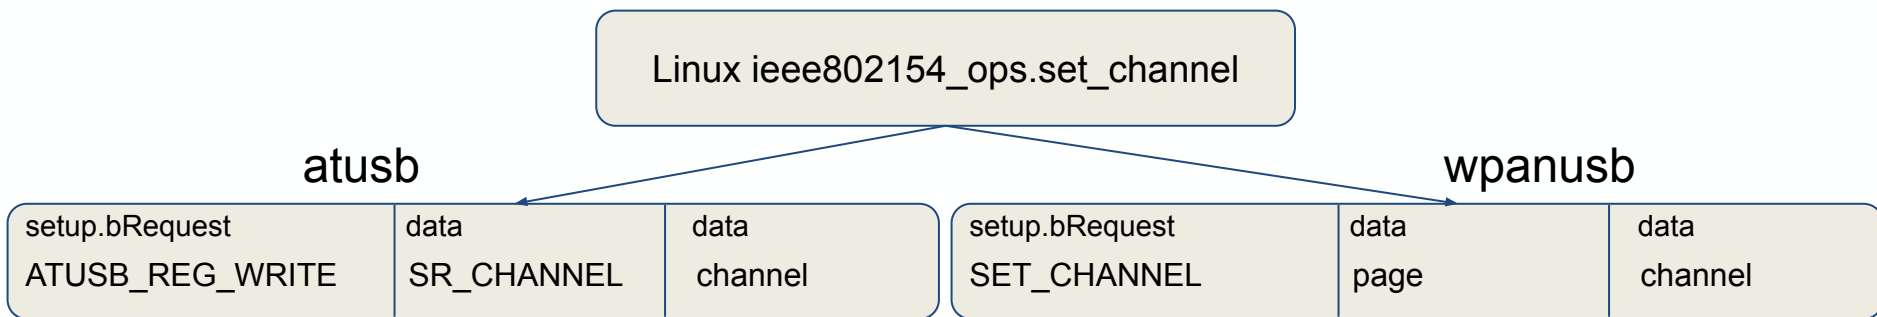 Linux ieee802154_ops.set_channel
atusb
wpanusb
setup.bRequest data data
ATUSB_REG_WRITE SR_CHANNEL channel
setup.bRequest data data
SET_CHANNEL page channel